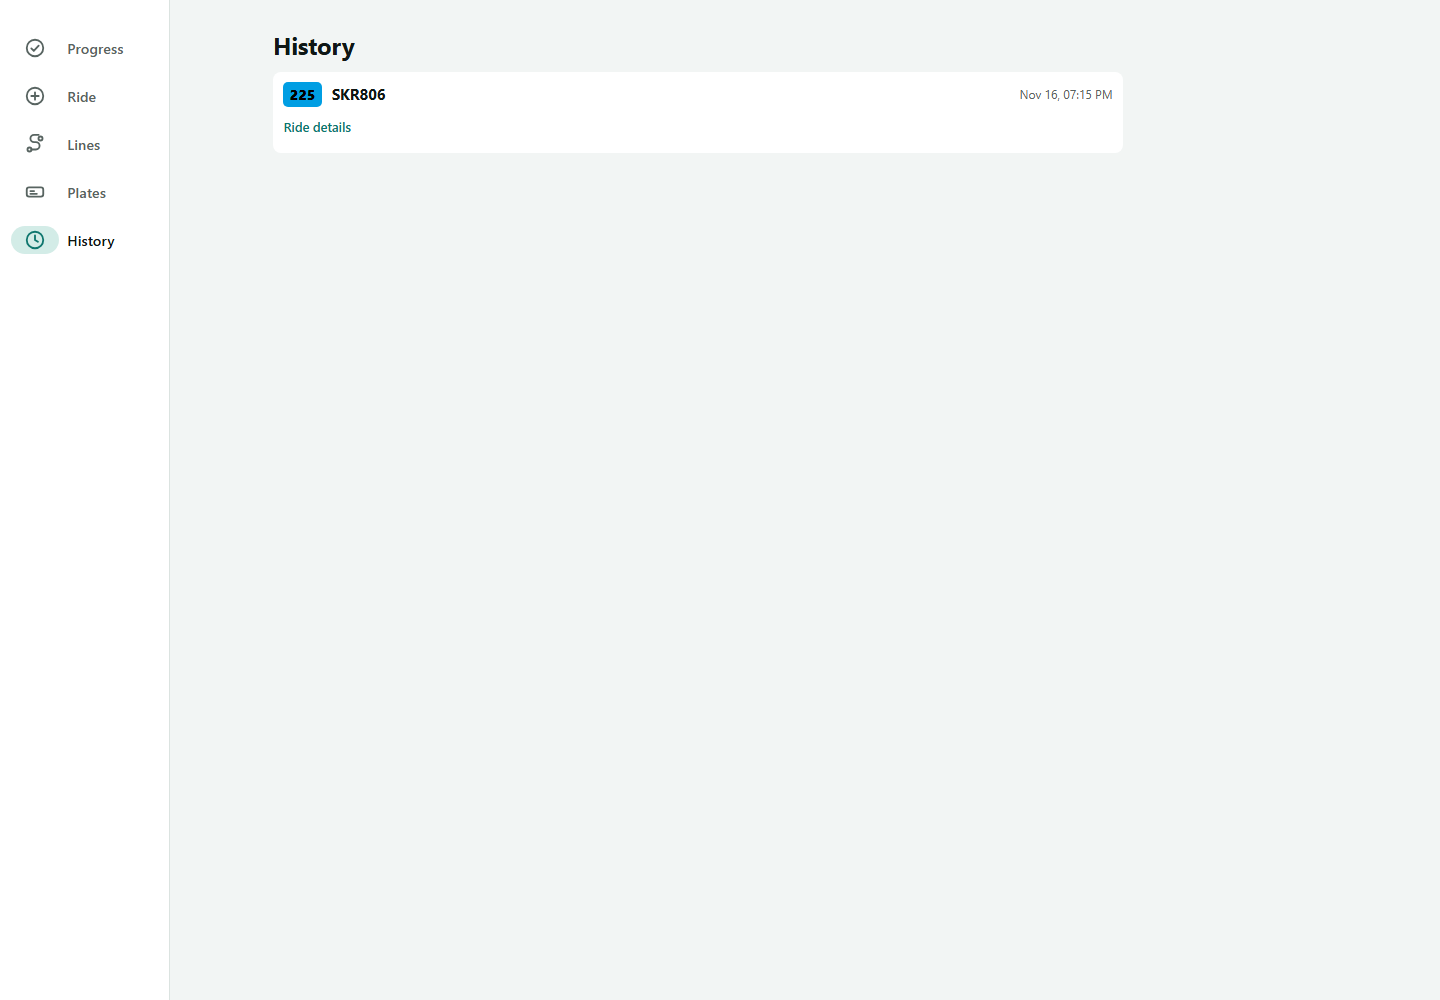 Progress
Ride
Lines
Plates
History
History
225 SKR806 Nov 16, 07:15 PM
Ride details